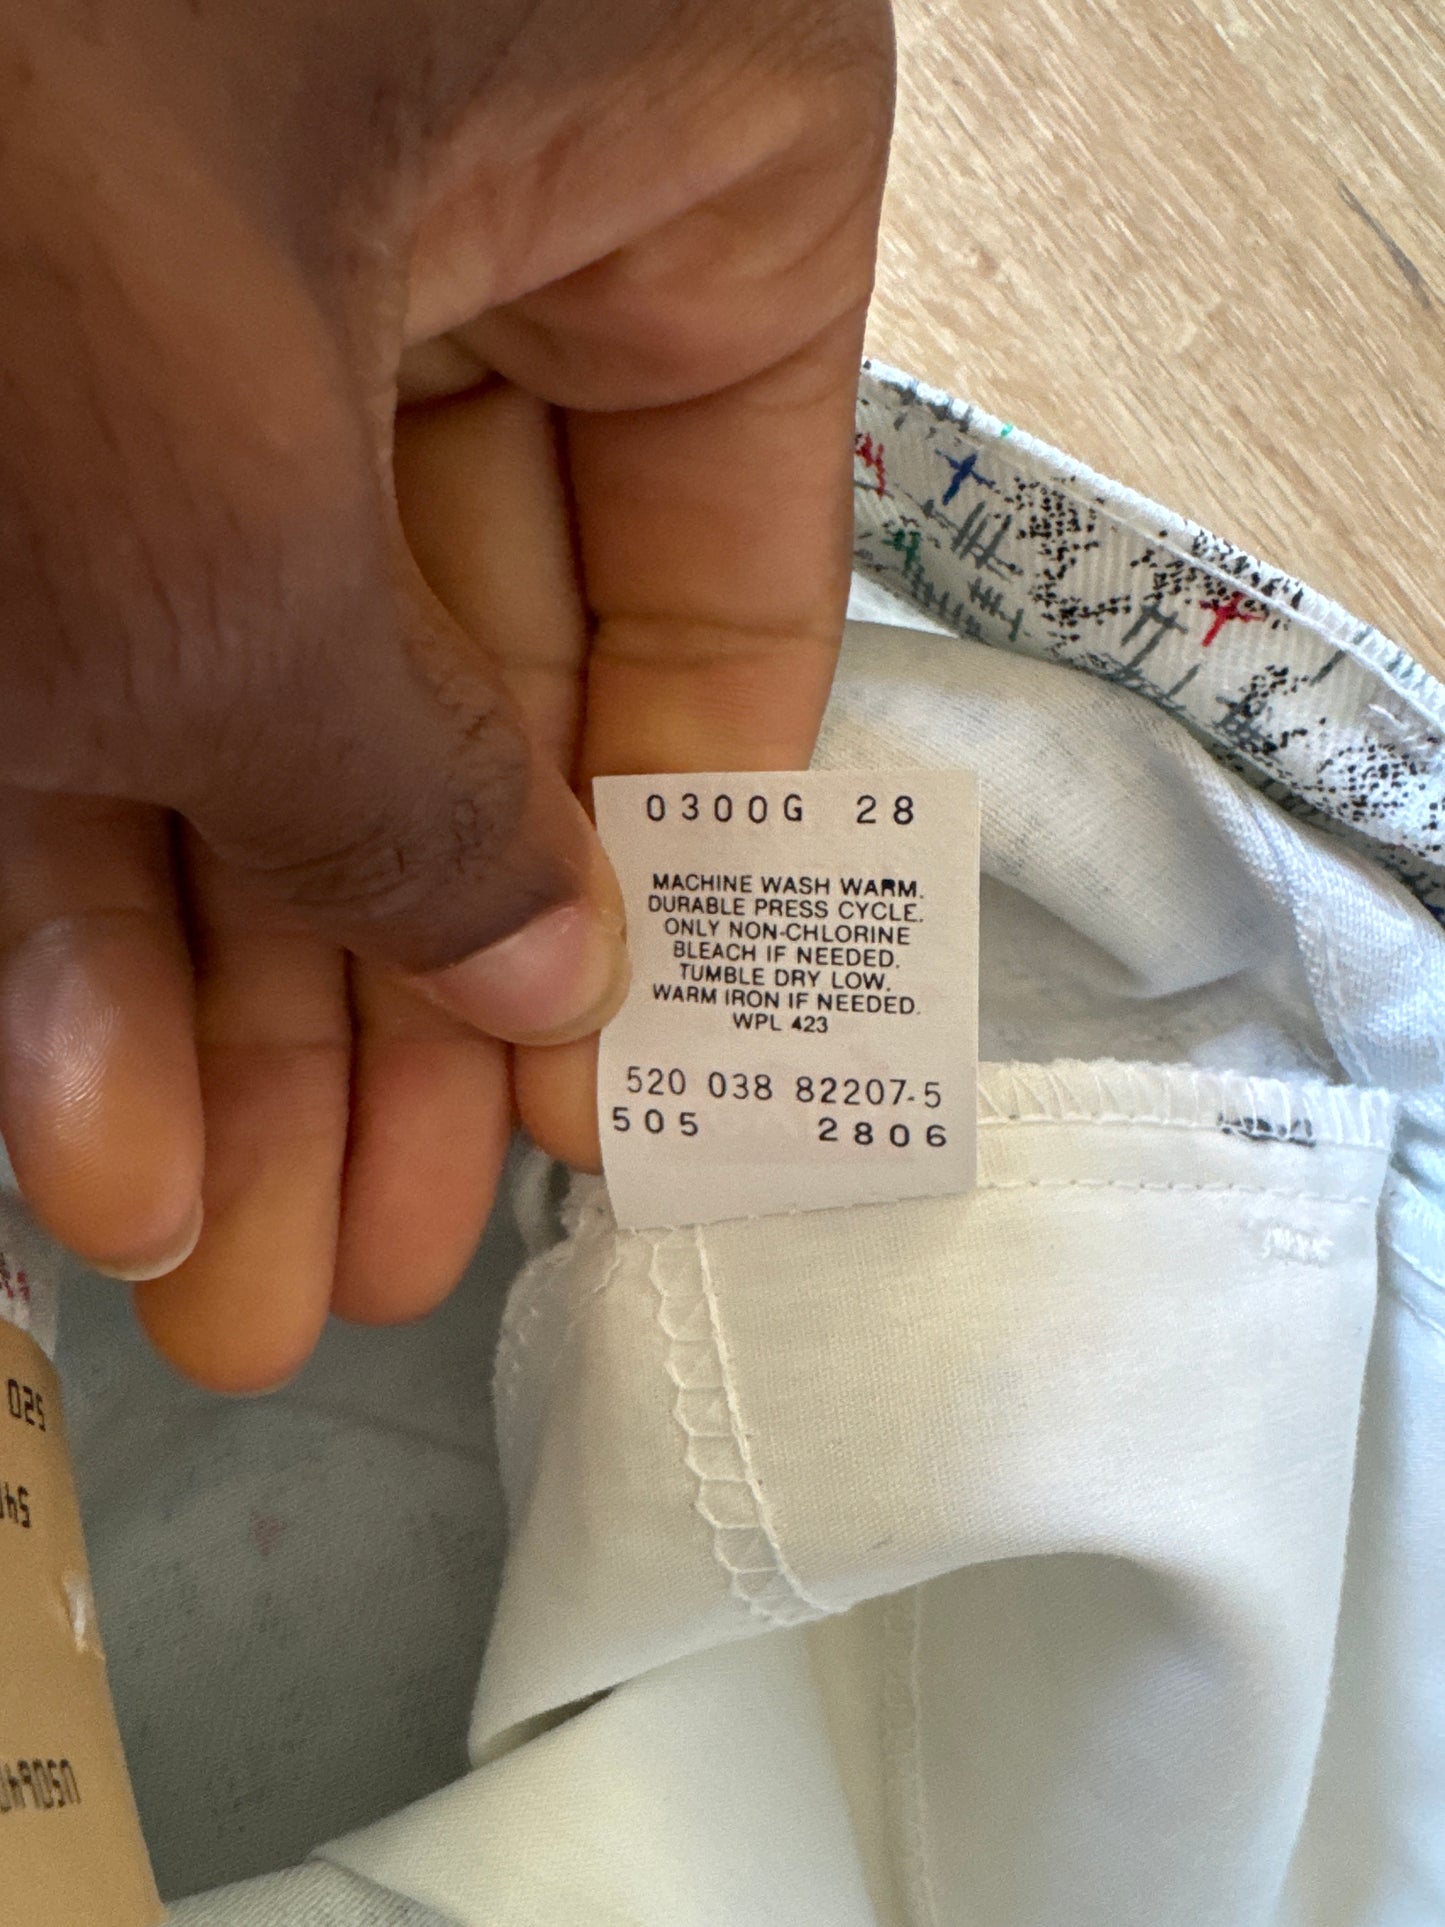 0300G 28
MACHINE WASH WARM.
DURABLE PRESS CYCLE.
ONLY NON-CHLORINE
BLEACH IF NEEDED.
TUMBLE DRY LOW.
WARM IRON IF NEEDED.
WPL 423
520 038 82207-5
505 2806
520